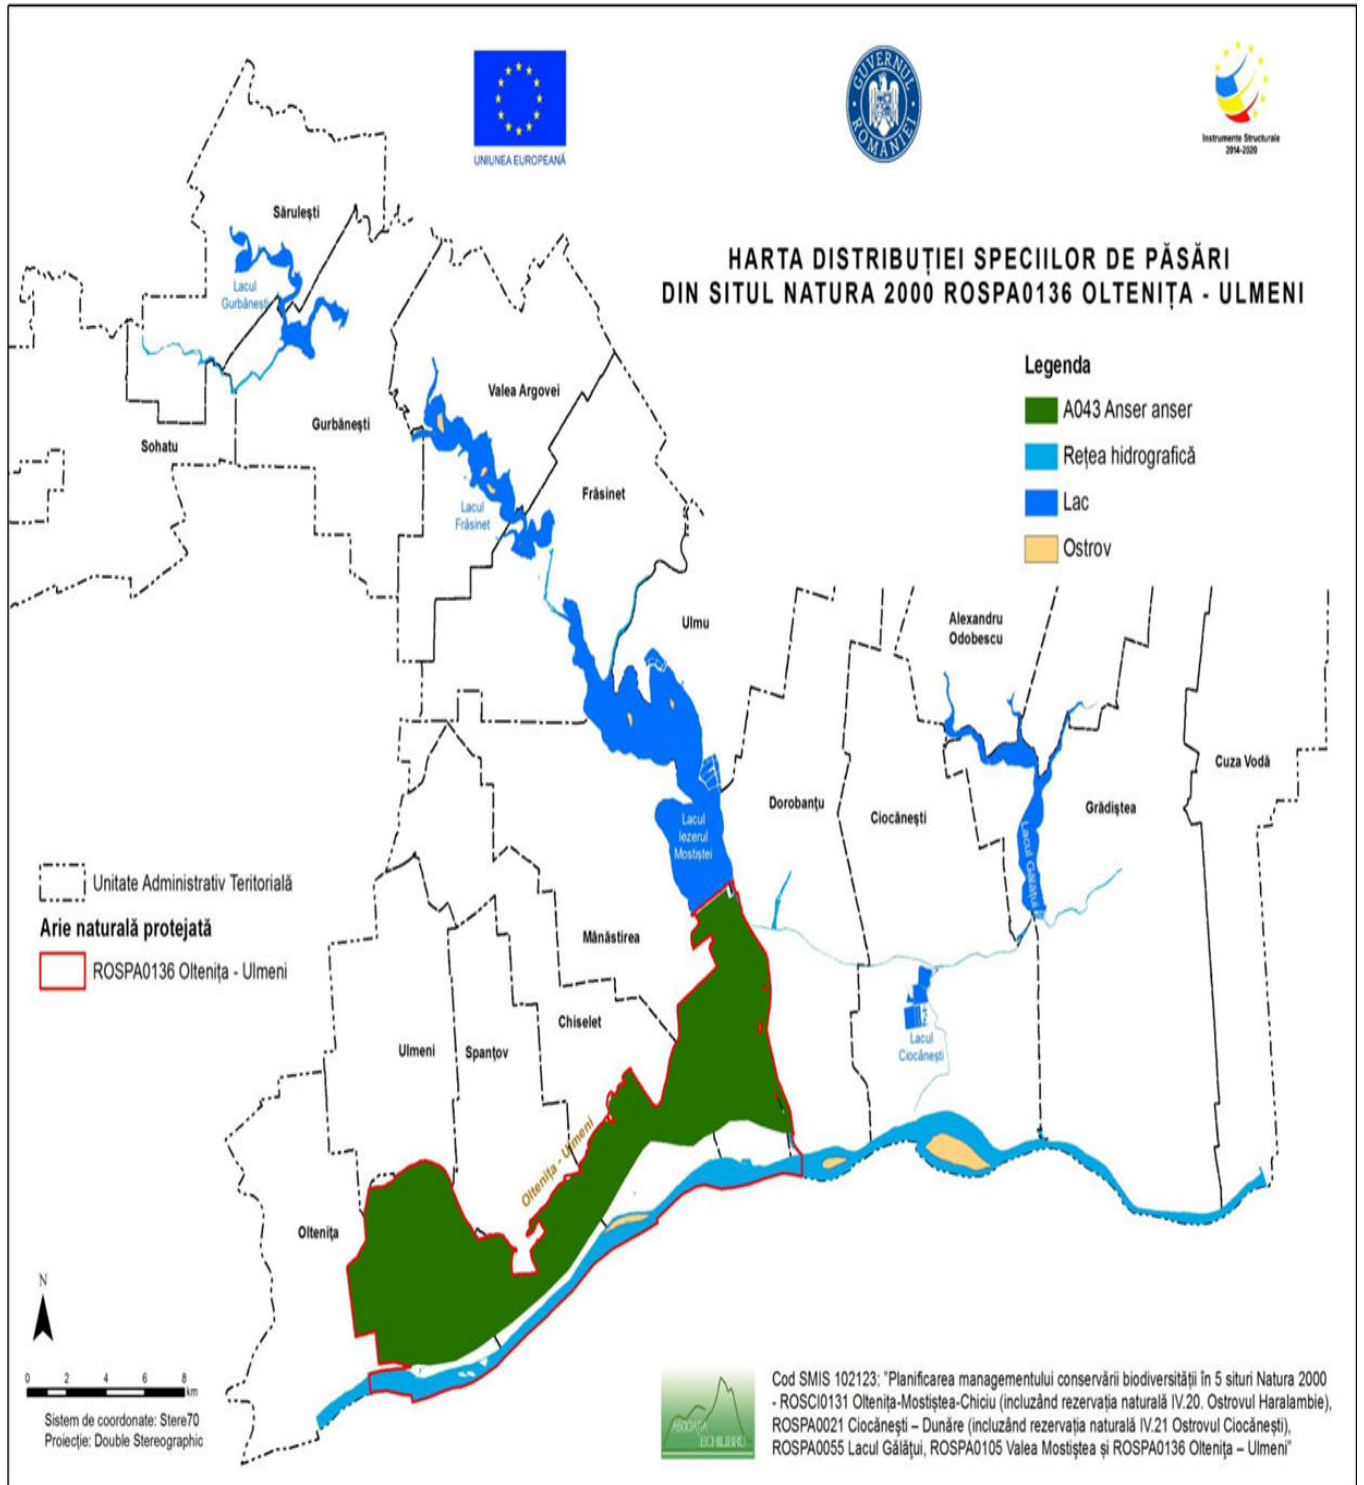 UNIUNEA EUROPEANĂ
GUVERNUL ROMÂNIEI
Instrumente Structurale
2014-2020
HARTA DISTRIBUȚIEI SPECIILOR DE PĂSĂRI
DIN SITUL NATURA 2000 ROSPA0136 OLTENIȚA - ULMENI
Legenda
A043 Anser anser
Rețea hidrografică
Lac
Ostrov
Sărulești
Lacul
Gurbănești
Valea Argovei
Gurbănești
Sohatu
Frăsinet
Lacul
Frăsinet
Ulmu
Alexandru
Odobescu
Cuza Vodă
Dorobanțu
Ciocănești
Grădiștea
Lacul
Iezerul
Mostiștei
Lacul Gălățui
Unitate Administrativ Teritorială
Arie naturală protejată
ROSPA0136 Oltenița - Ulmeni
Mânăstirea
Chiselet
Ulmeni
Spanțov
Lacul
Ciocănești
Oltenița - Ulmeni
Oltenița
N
0 2 4 6 8
km
Sistem de coordonate: Stere70
Proiecție: Double Stereographic
ASOCIAȚIA
ECHILIBRU
Cod SMIS 102123: "Planificarea managementului conservării biodiversității în 5 situri Natura 2000
- ROSCI0131 Oltenița-Mostiștea-Chiciu (incluzând rezervația naturală IV.20. Ostrovul Haralambie),
ROSPA0021 Ciocănești – Dunăre (incluzând rezervația naturală IV.21 Ostrovul Ciocănești),
ROSPA0055 Lacul Gălățui, ROSPA0105 Valea Mostiștea și ROSPA0136 Oltenița – Ulmeni"